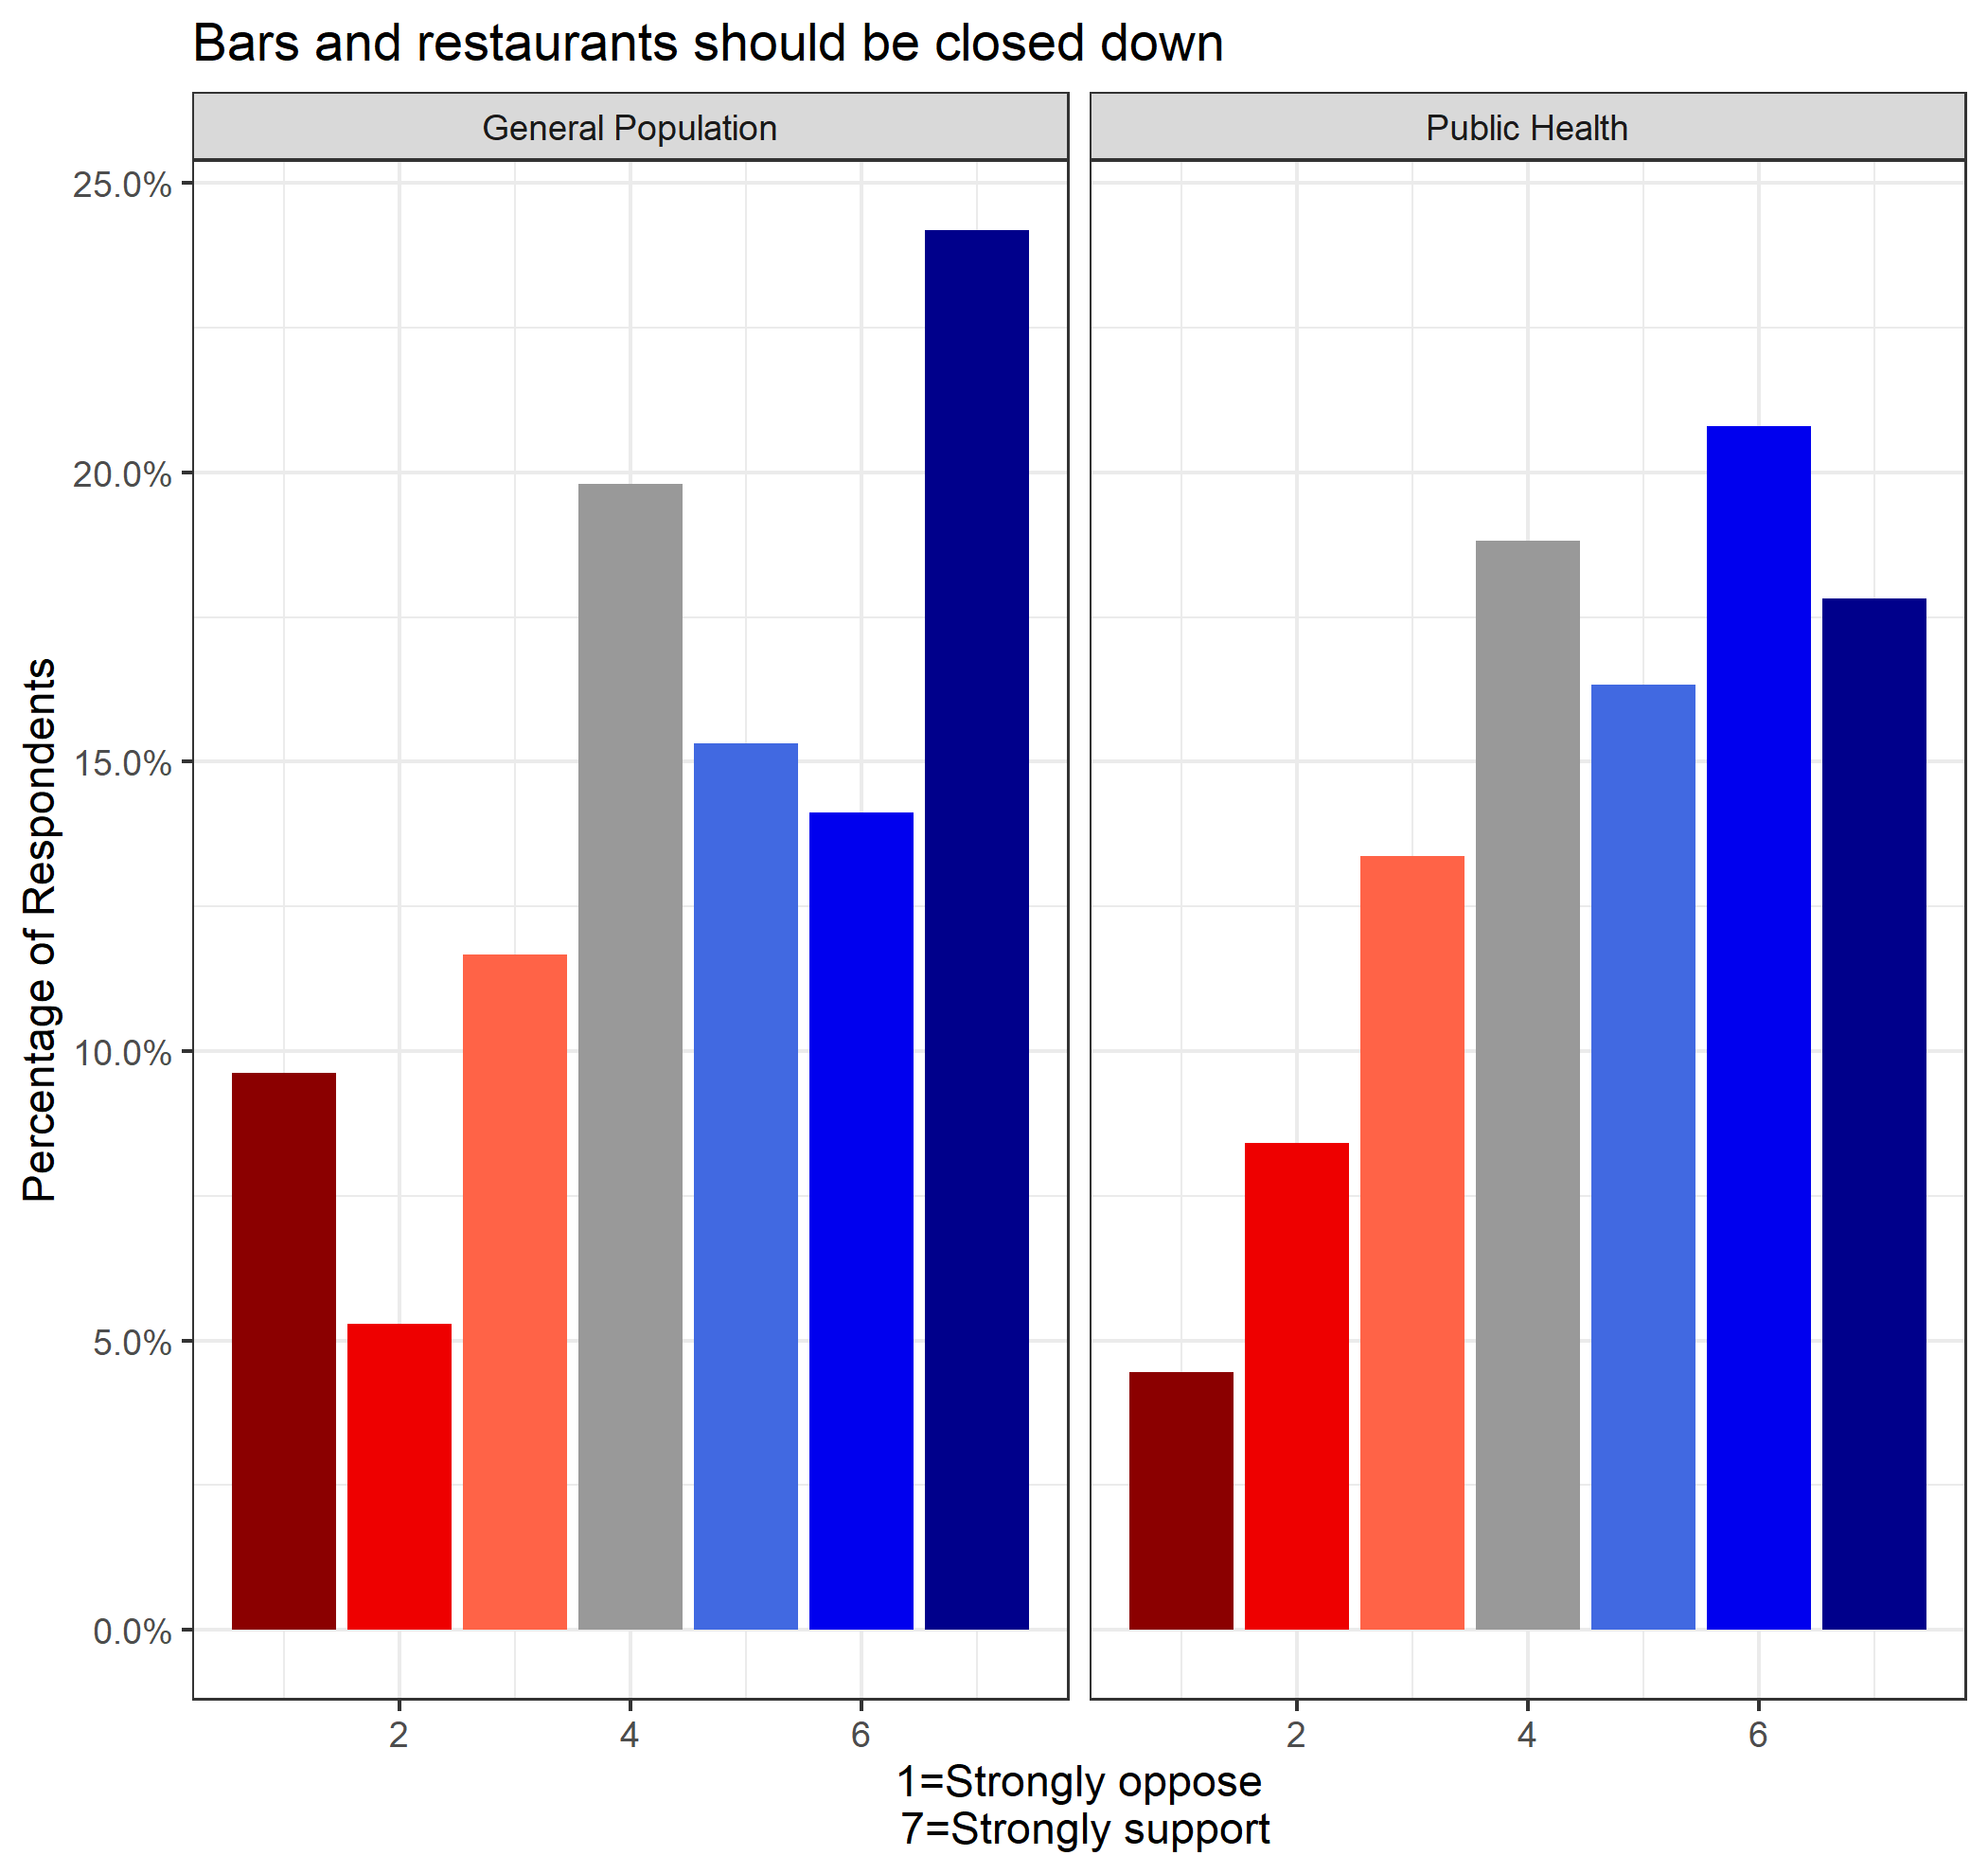 Bars and restaurants should be closed down
General Population
Public Health
Percentage of Respondents
25.0%
20.0%
15.0%
10.0%
5.0%
0.0%
2 4 6
2 4 6
1=Strongly oppose
7=Strongly support